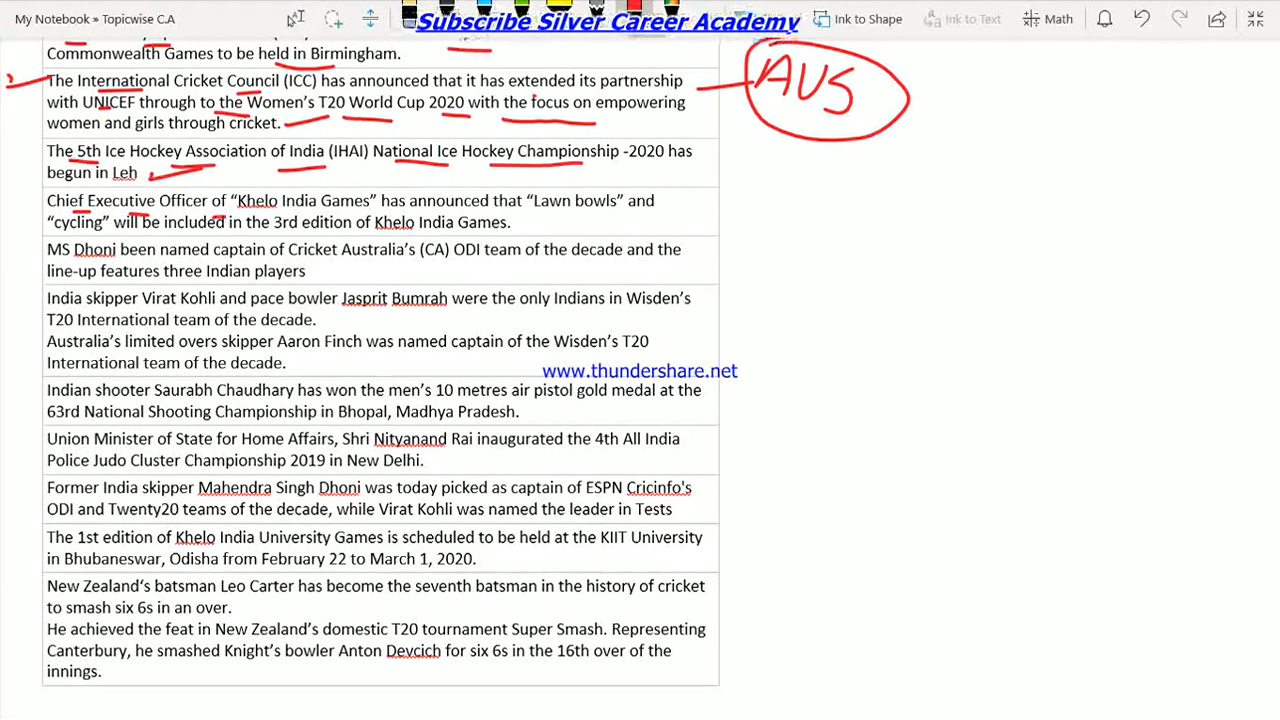 My Notebook » Topicwise C.A
Subscribe Silver Career Academy
Ink to Shape
Ink to Text
Math
Commonwealth Games to be held in Birmingham.
The International Cricket Council (ICC) has announced that it has extended its partnership
with UNICEF through to the Women's T20 World Cup 2020 with the focus on empowering
women and girls through cricket.
AUS
The 5th Ice Hockey Association of India (IHAI) National Ice Hockey Championship -2020 has
begun in Leh
Chief Executive Officer of “Khelo India Games” has announced that “Lawn bowls” and
“cycling” will be included in the 3rd edition of Khelo India Games.
MS Dhoni been named captain of Cricket Australia’s (CA) ODI team of the decade and the
line-up features three Indian players
India skipper Virat Kohli and pace bowler Jasprit Bumrah were the only Indians in Wisden’s
T20 International team of the decade.
Australia’s limited overs skipper Aaron Finch was named captain of the Wisden’s T20
International team of the decade.
www.thundershare.net
Indian shooter Saurabh Chaudhary has won the men’s 10 metres air pistol gold medal at the
63rd National Shooting Championship in Bhopal, Madhya Pradesh.
Union Minister of State for Home Affairs, Shri Nityanand Rai inaugurated the 4th All India
Police Judo Cluster Championship 2019 in New Delhi.
Former India skipper Mahendra Singh Dhoni was today picked as captain of ESPN Cricinfo's
ODI and Twenty20 teams of the decade, while Virat Kohli was named the leader in Tests
The 1st edition of Khelo India University Games is scheduled to be held at the KIIT University
in Bhubaneswar, Odisha from February 22 to March 1, 2020.
New Zealand‘s batsman Leo Carter has become the seventh batsman in the history of cricket
to smash six 6s in an over.
He achieved the feat in New Zealand’s domestic T20 tournament Super Smash. Representing
Canterbury, he smashed Knight’s bowler Anton Devcich for six 6s in the 16th over of the
innings.